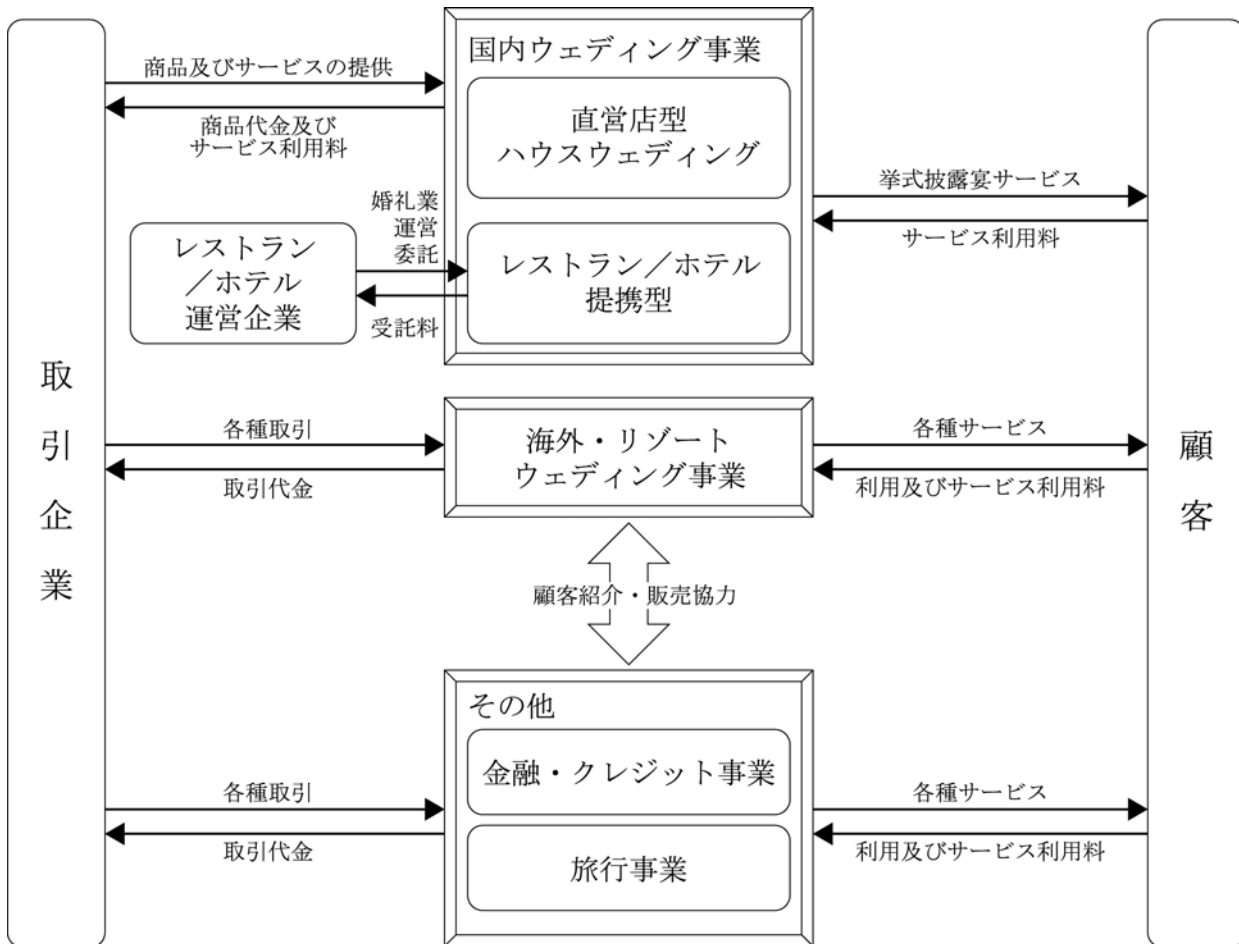 取引企業
商品及びサービスの提供
商品代金及び
サービス利用料
レストラン
／ホテル
運営企業
婚礼業
運営
委託
受託料
国内ウェディング事業
直営店型
ハウスウェディング
レストラン／ホテル
提携型
挙式披露宴サービス
サービス利用料
顧客
各種取引
取引代金
海外・リゾート
ウェディング事業
各種サービス
利用及びサービス利用料
顧客紹介・販売協力
その他
金融・クレジット事業
旅行事業
各種取引
取引代金
各種サービス
利用及びサービス利用料